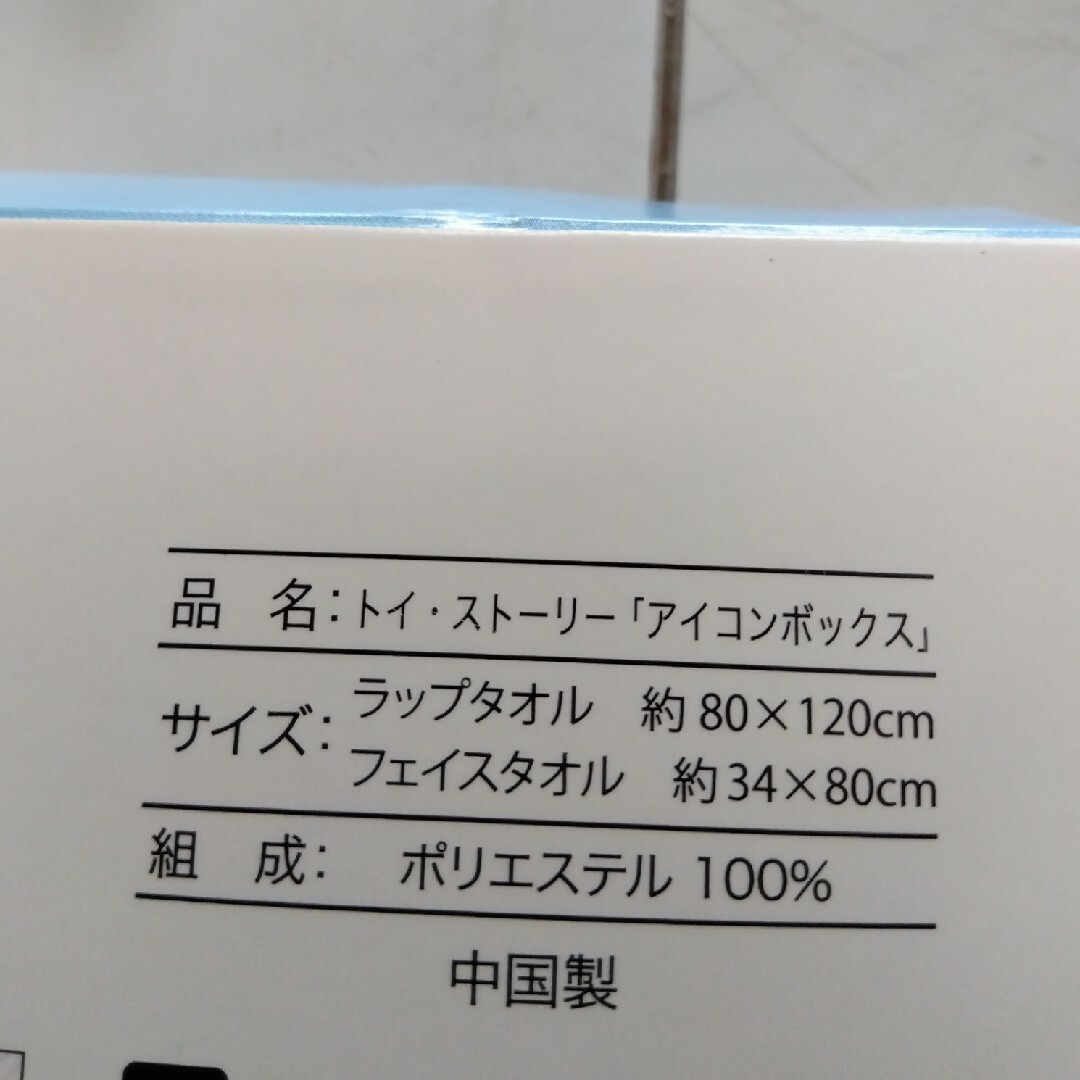 品 名：トイ・ストーリー「アイコンボックス」
サイズ：ラップタオル 約80×120cm
フェイスタオル 約34×80cm
組 成： ポリエステル 100%
中国製